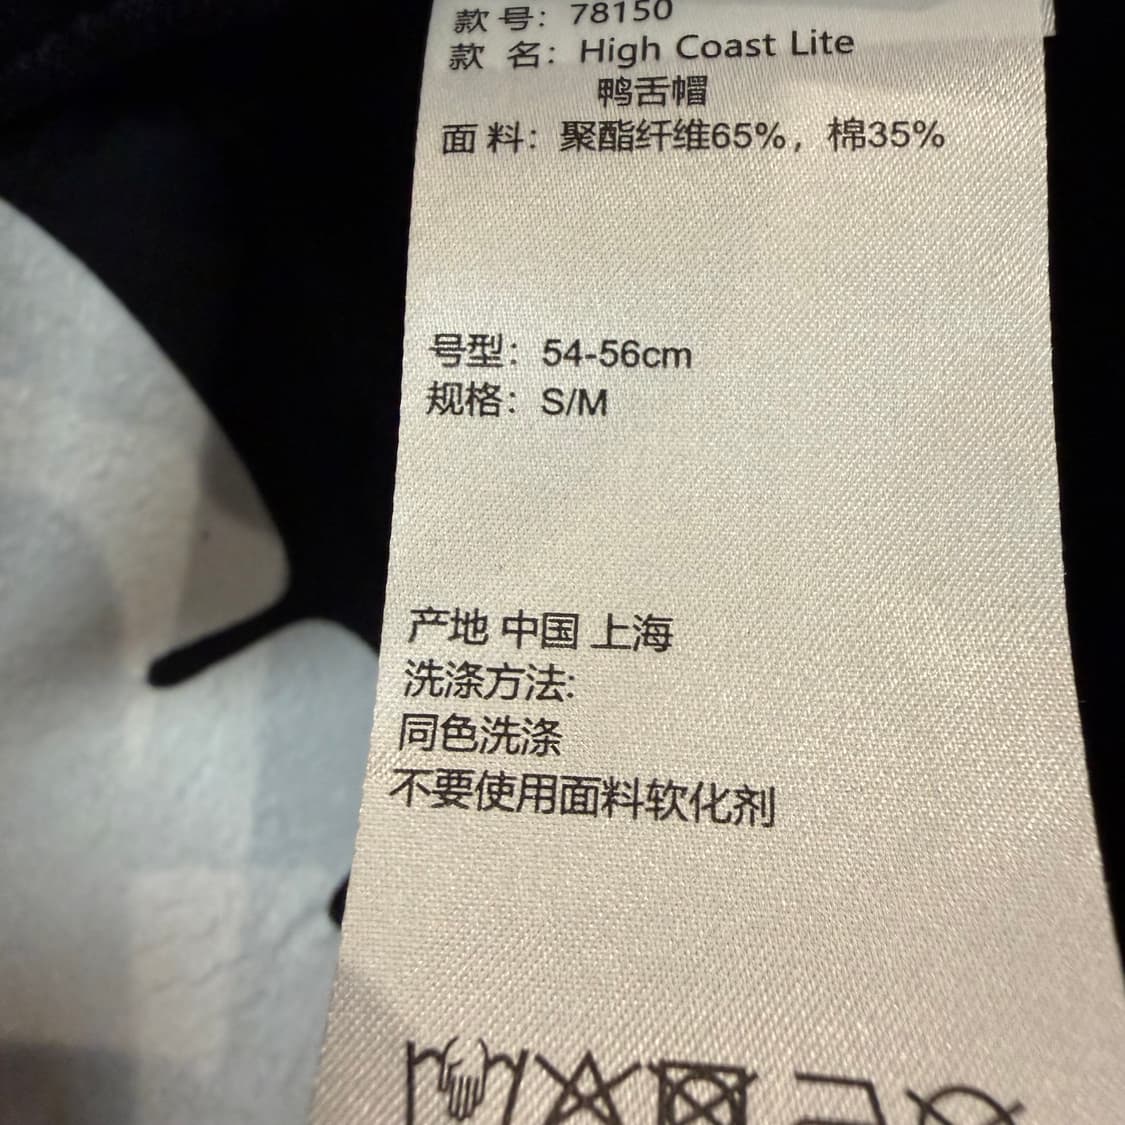 款号：78150
款 名：High Coast Lite
鸭舌帽
面料：聚酯纤维65%，棉35%
号型：54-56cm
规格：S/M
产地 中国 上海
洗涤方法:
同色洗涤
不要使用面料软化剂